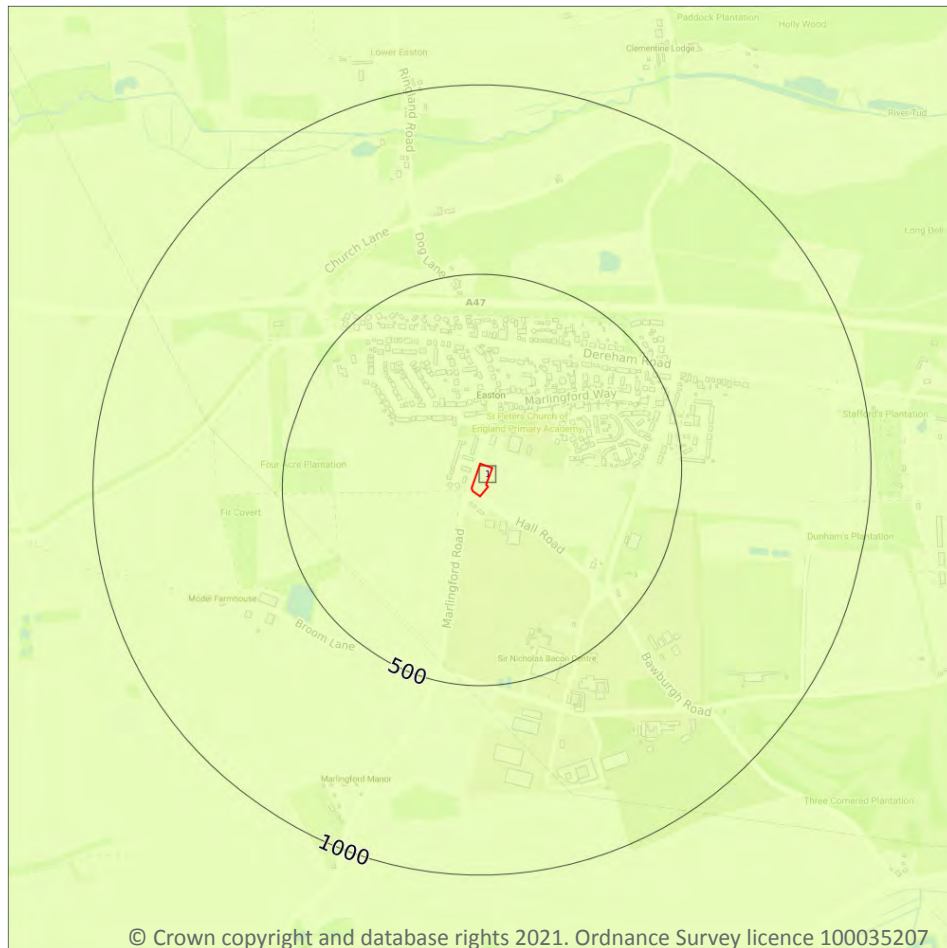 Paddock Plantation
Holly Wood
Lower Easton
Clementine Lodge
Ringland Road
River Tud
Church Lane
Dog Lane
Long Dell
A47
Dereham Road
Easton
Marlingford Way
St Peters Church of
England Primary Academy
Stafford's Plantation
Four Acre Plantation
1
Fir Covert
Hall Road
Dunham's Plantation
Marlingford Road
Model Farmhouse
Broom Lane
500
Sir Nicholas Bacon Centre
Bawburgh Road
Marlingford Manor
Three Cornered Plantation
1000
© Crown copyright and database rights 2021. Ordnance Survey licence 100035207